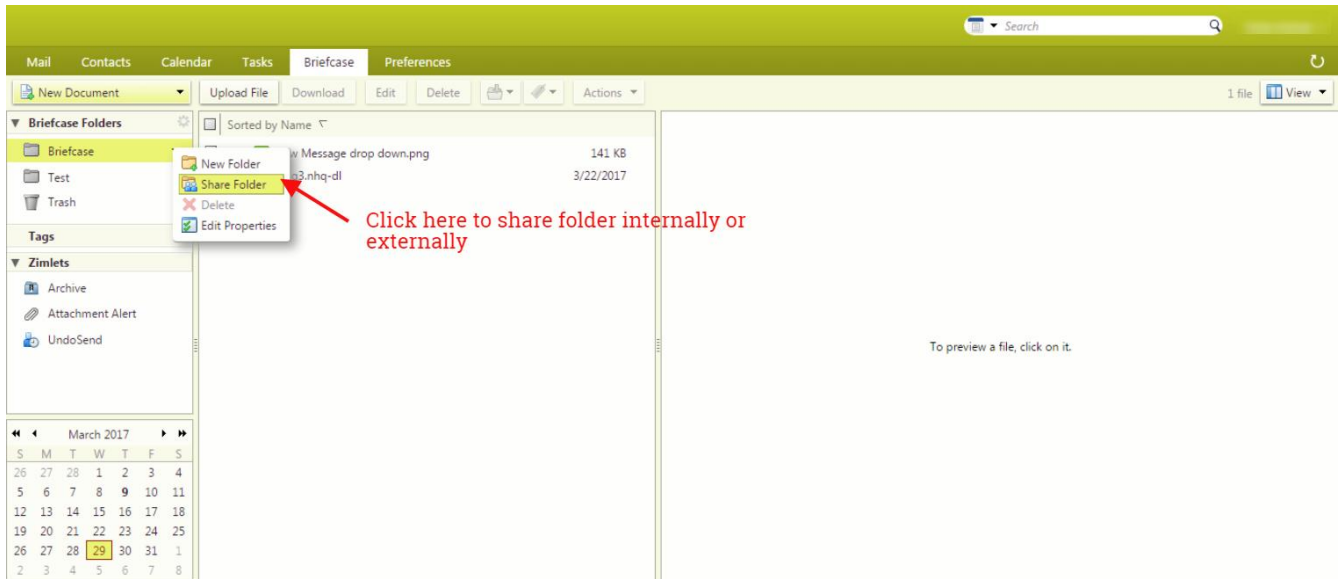 Search
Mail Contacts Calendar Tasks Briefcase Preferences
New Document Upload File Download Edit Delete Actions 1 file View
Briefcase Folders
Sorted by Name
Briefcase
Message drop down.png 141 KB
Test
3/22/2017
Trash
New Folder
Share Folder
Delete
Edit Properties
Click here to share folder internally or
externally
Tags
Zimlets
Archive
Attachment Alert
UndoSend
To preview a file, click on it.
March 2017
S M T W T F S
26 27 28 1 2 3 4
5 6 7 8 9 10 11
12 13 14 15 16 17 18
19 20 21 22 23 24 25
26 27 28 29 30 31 1
2 3 4 5 6 7 8